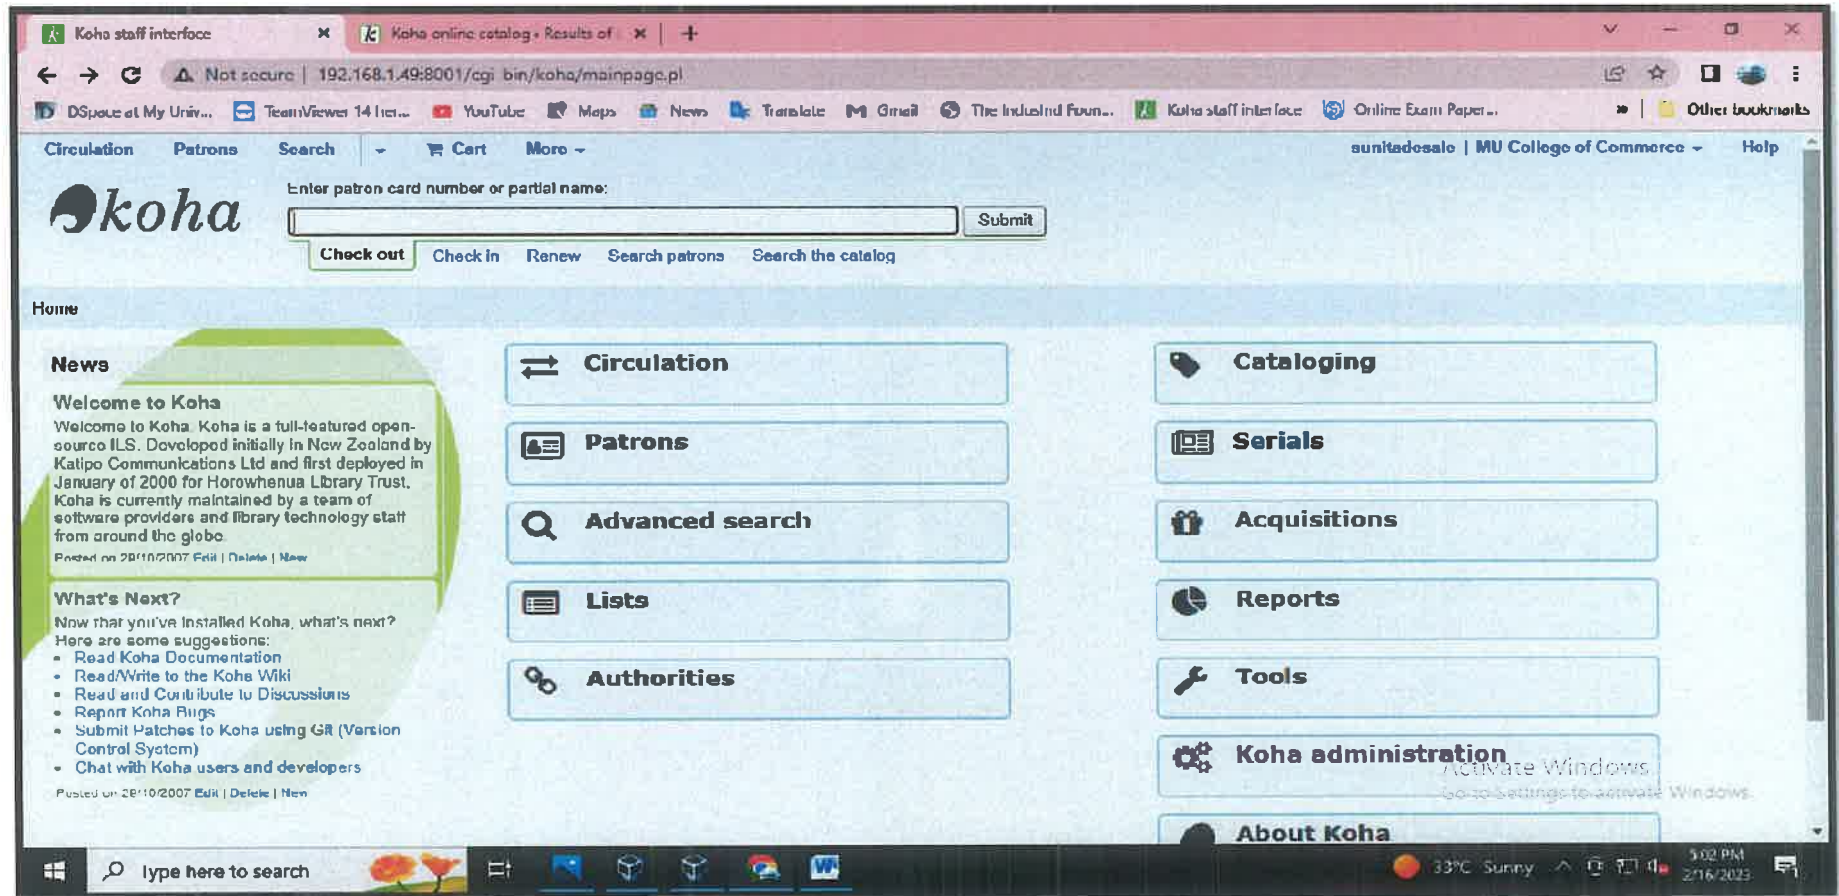 Koha staff interface
Koha online catalog - Results of
Not secure | 192.168.1.49:8001/cgi-bin/koha/mainpage.pl
DSpace at My Univ... TeamViewer 14 YouTube Maps News Translate Gmail The IndusInd Foun... Koha staff interface Online Exam Paper... » Other bookmarks
Circulation Patrons Search Cart More sunitadesale | MU College of Commerce Help
koha
Enter patron card number or partial name:
Submit
Check out Check in Renew Search patrons Search the catalog
Home
News
Welcome to Koha
Welcome to Koha. Koha is a full-featured open-
source ILS. Developed initially in New Zealand by
Katipo Communications Ltd and first deployed in
January of 2000 for Horowhenua Library Trust,
Koha is currently maintained by a team of
software providers and library technology staff
from around the globe.
Posted on 29/10/2007 Edit | Delete | New
What's Next?
Now that you've installed Koha, what's next?
Here are some suggestions:
Read Koha Documentation
Read/Write to the Koha Wiki
Read and Contribute to Discussions
Report Koha Bugs
Submit Patches to Koha using Git (Version
Control System)
Chat with Koha users and developers
Posted on 29/10/2007 Edit | Delete | New
Circulation
Patrons
Advanced search
Lists
Authorities
Cataloging
Serials
Acquisitions
Reports
Tools
Koha administration
About Koha
Activate Windows
Go to Settings to activate Windows.
Type here to search
33°C Sunny
5:02 PM
2/16/2023